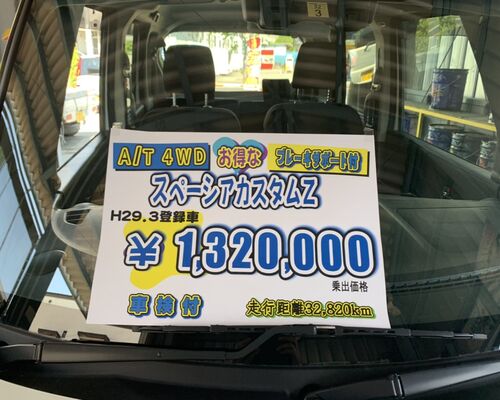 A/T 4WD お得な ブレーキサポート付
スペーシアカスタムZ
H29.3登録車
¥ 1,320,000
乗出価格
車検付 走行距離32,820km